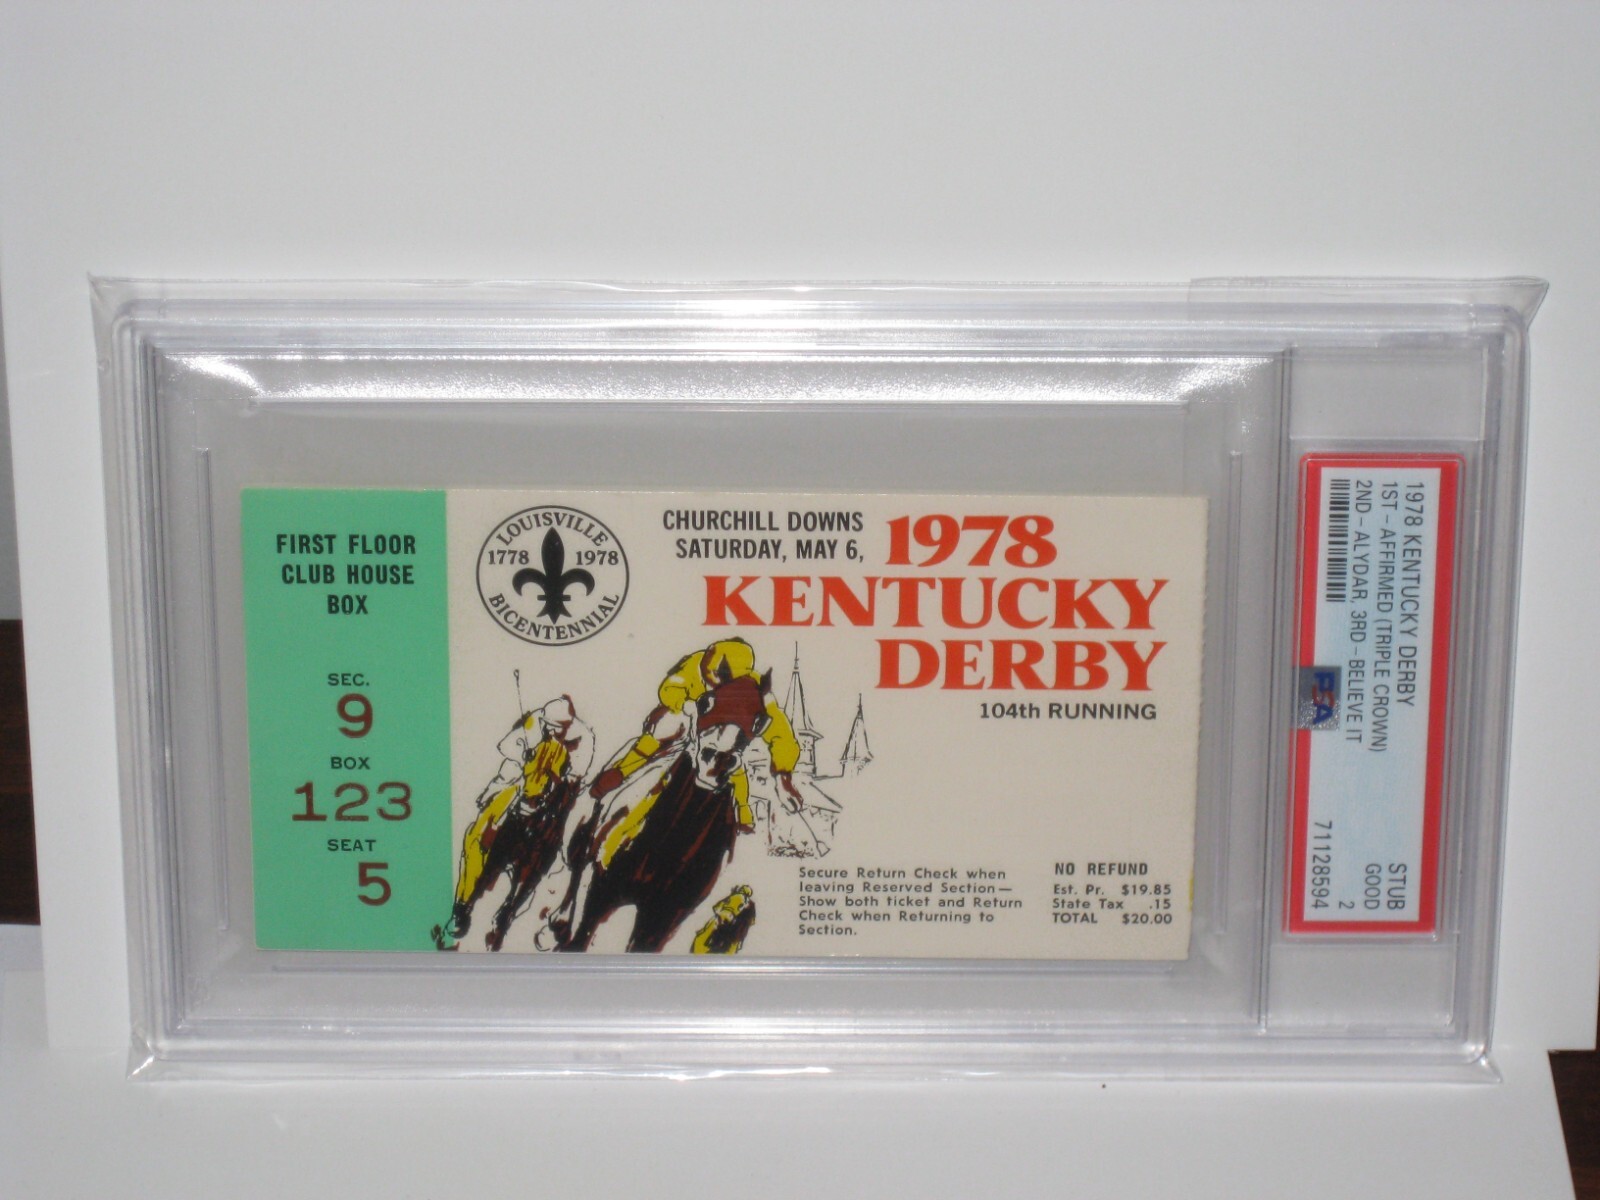 FIRST FLOOR
CLUB HOUSE
BOX
SEC.
9
BOX
123
SEAT
5
LOUISVILLE
1778 1978
BICENTENNIAL
CHURCHILL DOWNS
SATURDAY, MAY 6,
1978
KENTUCKY
DERBY
104th RUNNING
Secure Return Check when
leaving Reserved Section—
Show both ticket and Return
Check when Returning to
Section.
NO REFUND
Est. Pr. $19.85
State Tax .15
TOTAL $20.00
1978 KENTUCKY DERBY STUB
1ST - AFFIRMED (TRIPLE CROWN) GOOD
2ND - ALYDAR, 3RD - BELIEVE IT 2
71128594
PSA